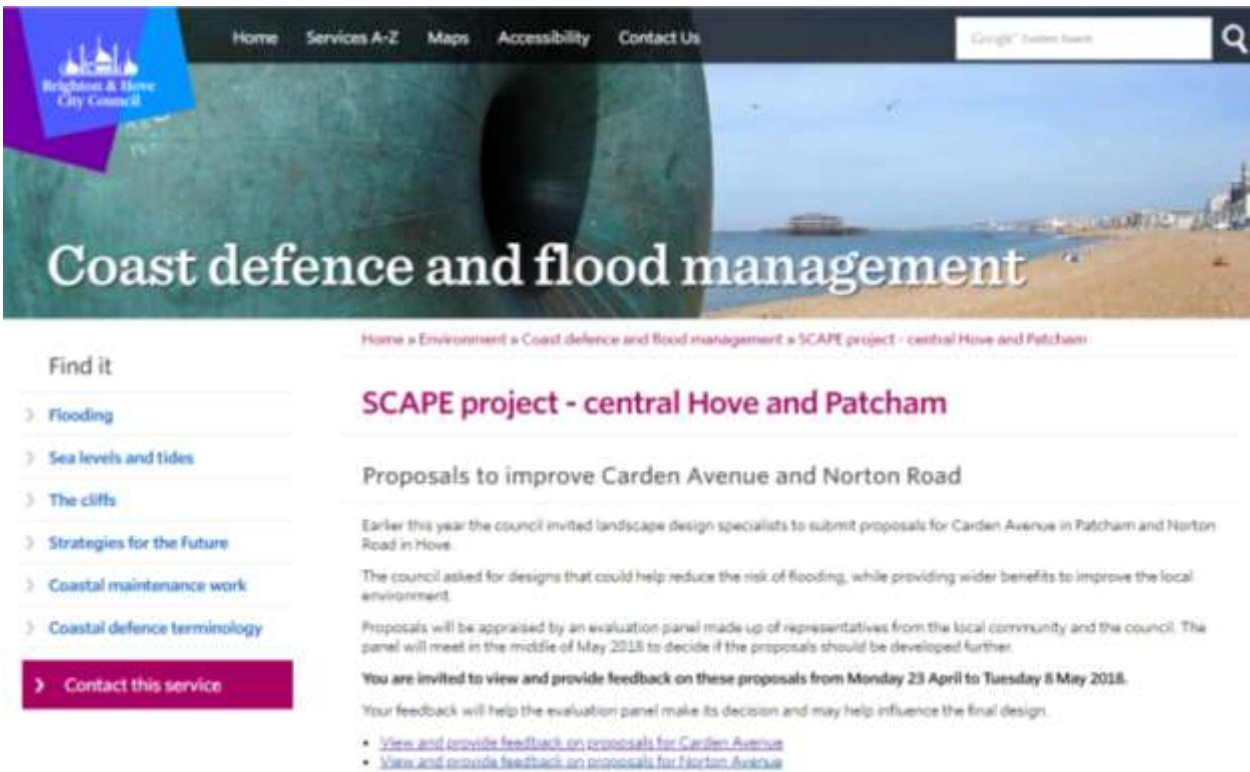 Home Services A-Z Maps Accessibility Contact Us
Google™ Custom Search
Brighton & Hove
City Council
Coast defence and flood management
Home » Environment » Coast defence and flood management » SCAPE project - central Hove and Patcham
Find it
Flooding
Sea levels and tides
The cliffs
Strategies for the Future
Coastal maintenance work
Coastal defence terminology
Contact this service
SCAPE project - central Hove and Patcham
Proposals to improve Carden Avenue and Norton Road
Earlier this year the council invited landscape design specialists to submit proposals for Carden Avenue in Patcham and Norton
Road in Hove.
The council asked for designs that could help reduce the risk of flooding, while providing wider benefits to improve the local
environment.
Proposals will be appraised by an evaluation panel made up of representatives from the local community and the council. The
panel will meet in the middle of May 2018 to decide if the proposals should be developed further.
You are invited to view and provide feedback on these proposals from Monday 23 April to Tuesday 8 May 2018.
Your feedback will help the evaluation panel make its decision and may help influence the final design.
• View and provide feedback on proposals for Carden Avenue
• View and provide feedback on proposals for Norton Avenue